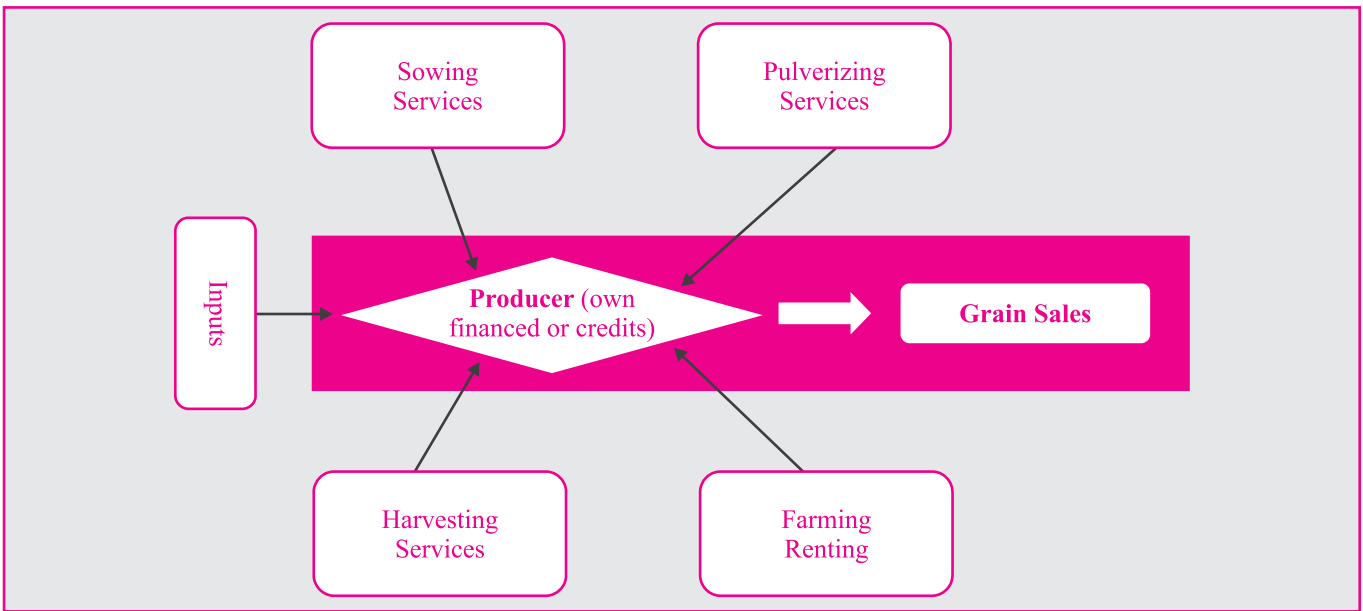 Sowing
Services
Pulverizing
Services
Inputs
Producer (own
financed or credits)
Grain Sales
Harvesting
Services
Farming
Renting